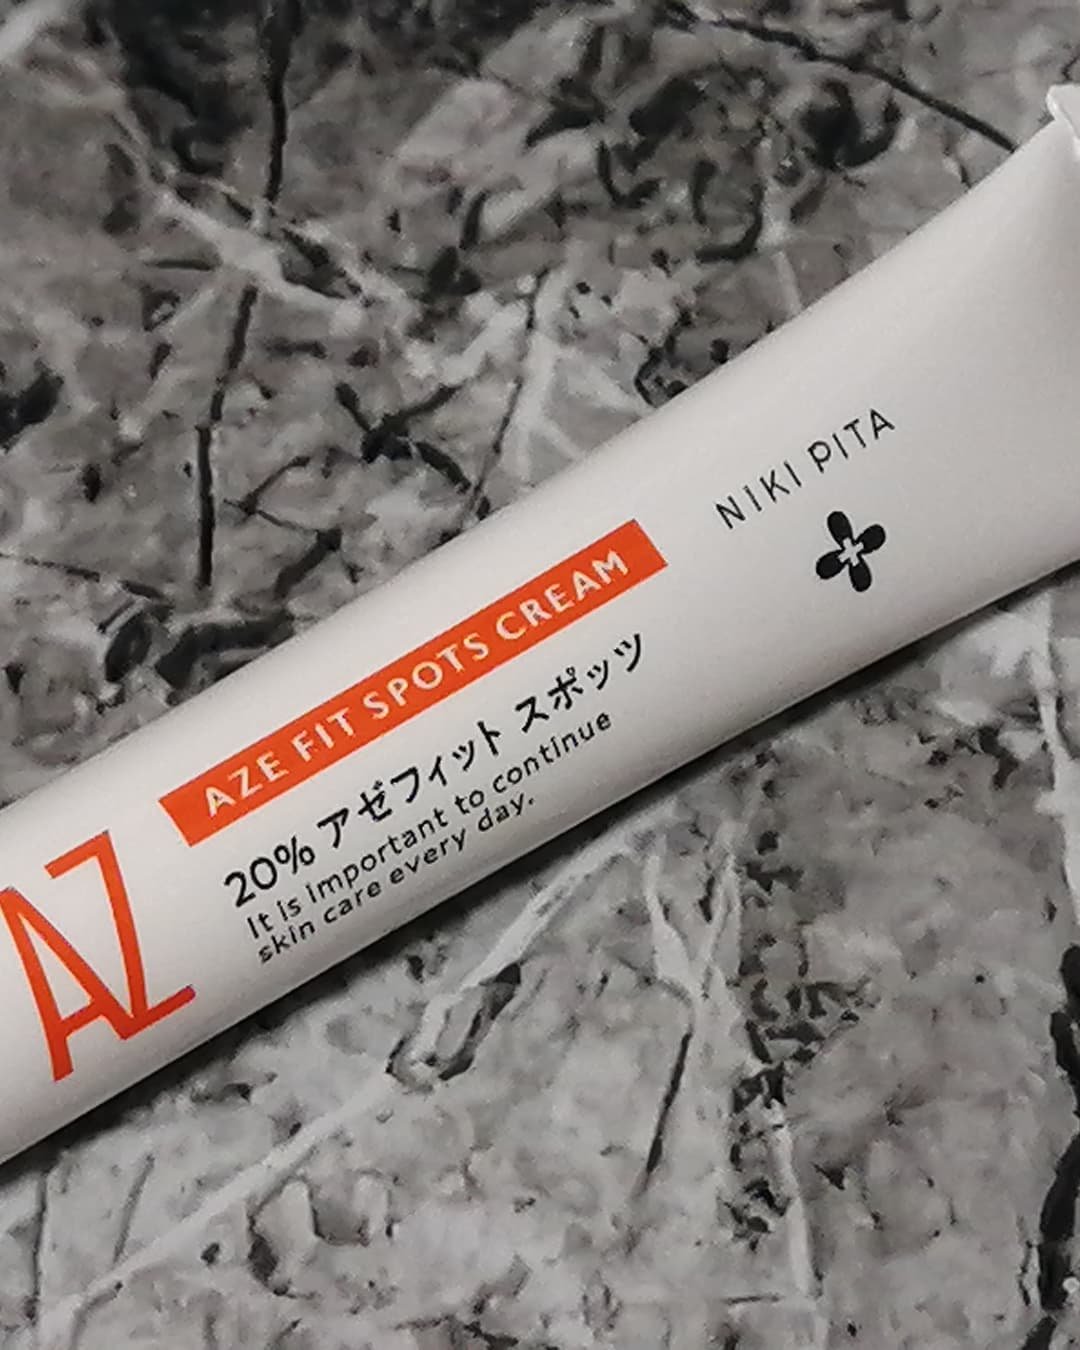 NIKI PITA
AZE FIT SPOTS CREAM
20% アゼフィット スポッツ
It is important to continue
skin care every day.
AZ